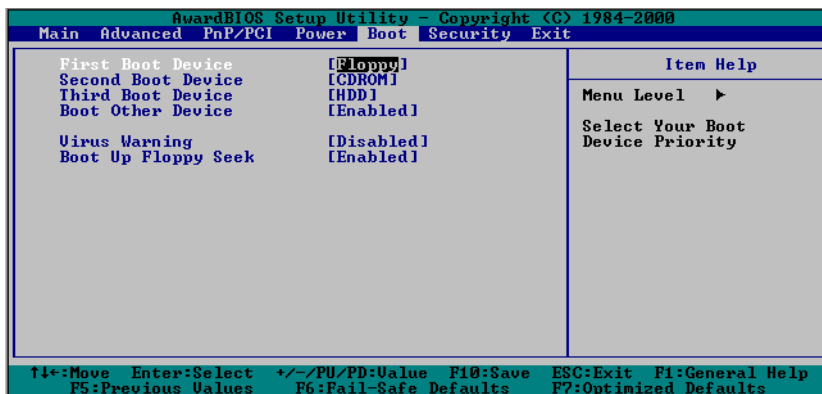 AwardBIOS Setup Utility - Copyright (C) 1984-2000
Main Advanced PnP/PCI Power Boot Security Exit
First Boot Device [Floppy]
Second Boot Device [CDROM]
Third Boot Device [HDD]
Boot Other Device [Enabled]
Virus Warning [Disabled]
Boot Up Floppy Seek [Enabled]
Item Help
Menu Level ▶
Select Your Boot
Device Priority
↑↓←:Move Enter:Select +/-/PU/PD:Value F10:Save ESC:Exit F1:General Help
F5:Previous Values F6:Fail-Safe Defaults F7:Optimized Defaults